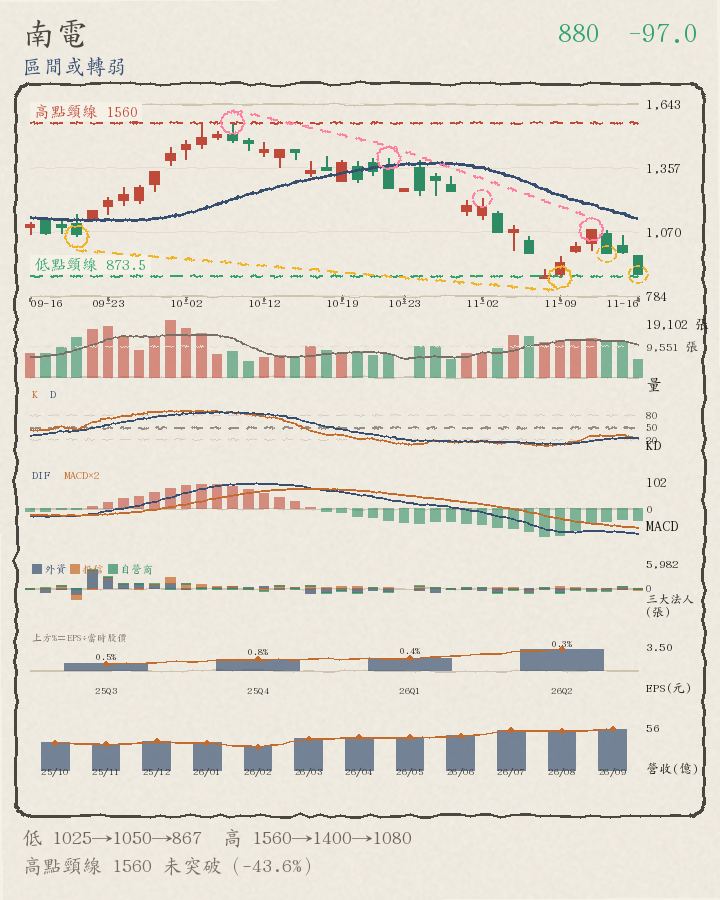 南電
880 -97.0
區間或轉弱
高點頸線 1560
1,643
1,357
1,070
低點頸線 873.5
784
09-16 09-23 10-02 10-12 10-19 10-23 11-02 11-09 11-16
19,102 張
9,551 張
量
K D
80
50
20
KD
DIF MACD×2
102
0
MACD
外資 投信 自營商
5,982
0
三大法人
(張)
上方%=EPS÷當時股價
0.5% 0.8% 0.4% 0.3%
3.50
25Q3 25Q4 26Q1 26Q2
EPS(元)
56
25/10 25/11 25/12 26/01 26/02 26/03 26/04 26/05 26/06 26/07 26/08 26/09
營收(億)
低 1025→1050→867 高 1560→1400→1080
高點頸線 1560 未突破 (-43.6%)